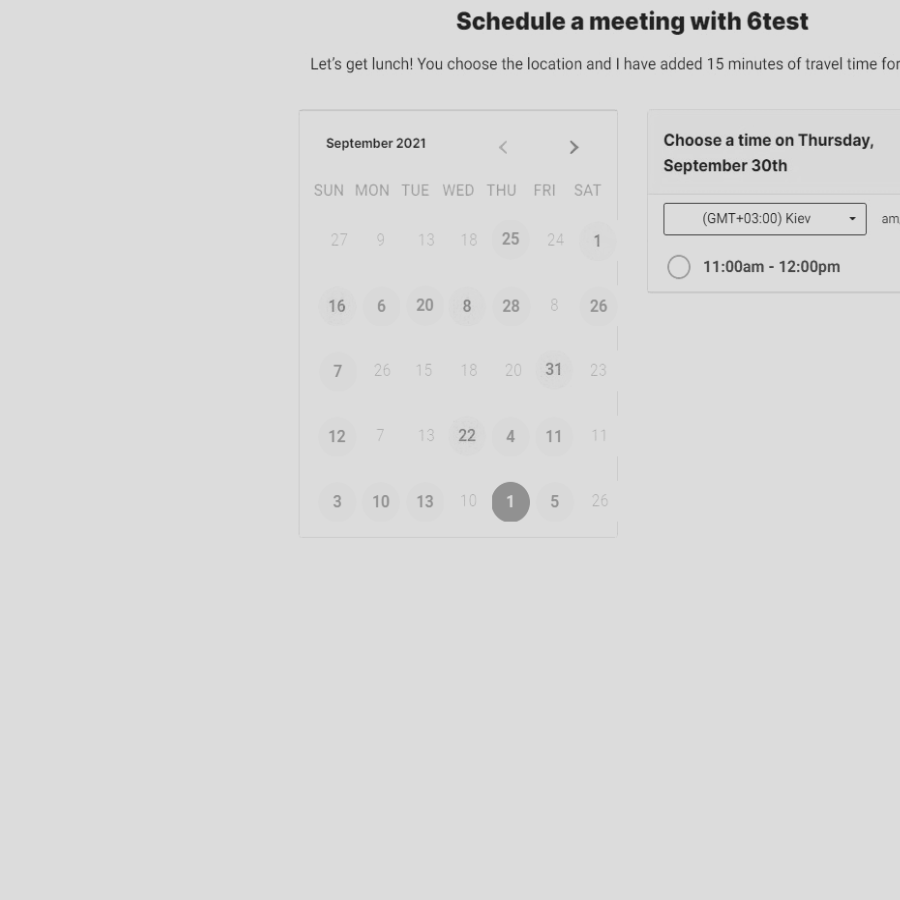 Schedule a meeting with 6test
Let's get lunch! You choose the location and I have added 15 minutes of travel time for
September 2021
SUN MON TUE WED THU FRI SAT
27 9 13 18 25 24 1
16 6 20 8 28 8 26
7 26 15 18 20 31 23
12 7 13 22 4 11 11
3 10 13 10 1 5 26
Choose a time on Thursday,
September 30th
(GMT+03:00) Kiev am
11:00am - 12:00pm